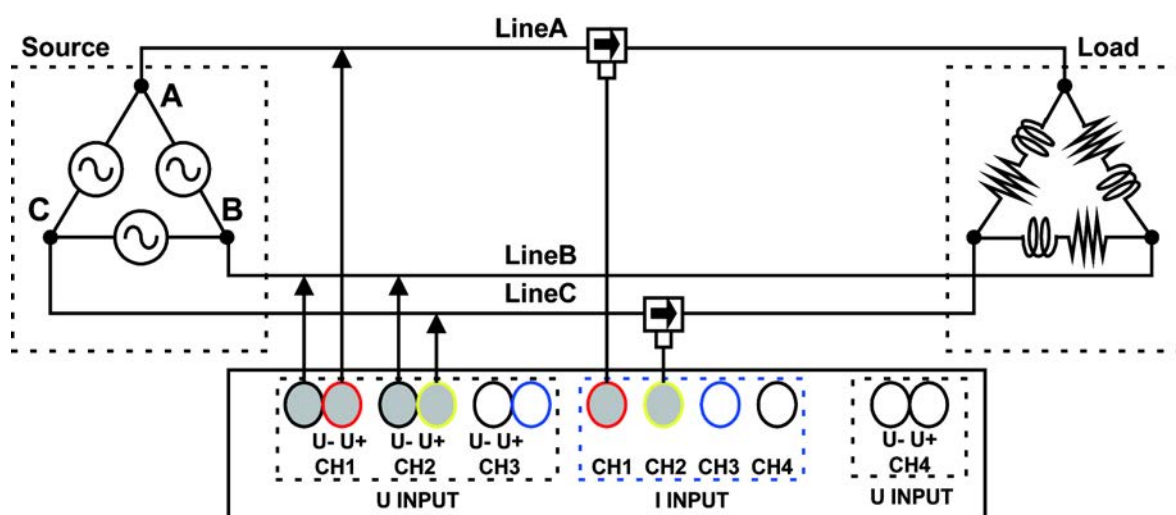 LineA
Source
Load
A
C
B
LineB
LineC
U- U+ U- U+ U- U+
CH1 CH2 CH3
U INPUT
CH1 CH2 CH3 CH4
I INPUT
U- U+
CH4
U INPUT